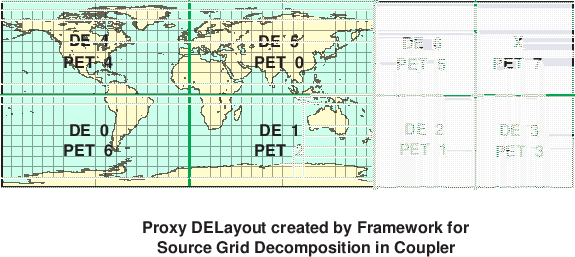 DE 4
PET 4
DE 5
PET 0
DE 6
PET 5
X
PET 7
DE 0
PET 6
DE 1
PET 2
DE 2
PET 1
DE 3
PET 3
Proxy DELayout created by Framework for
Source Grid Decomposition in Coupler